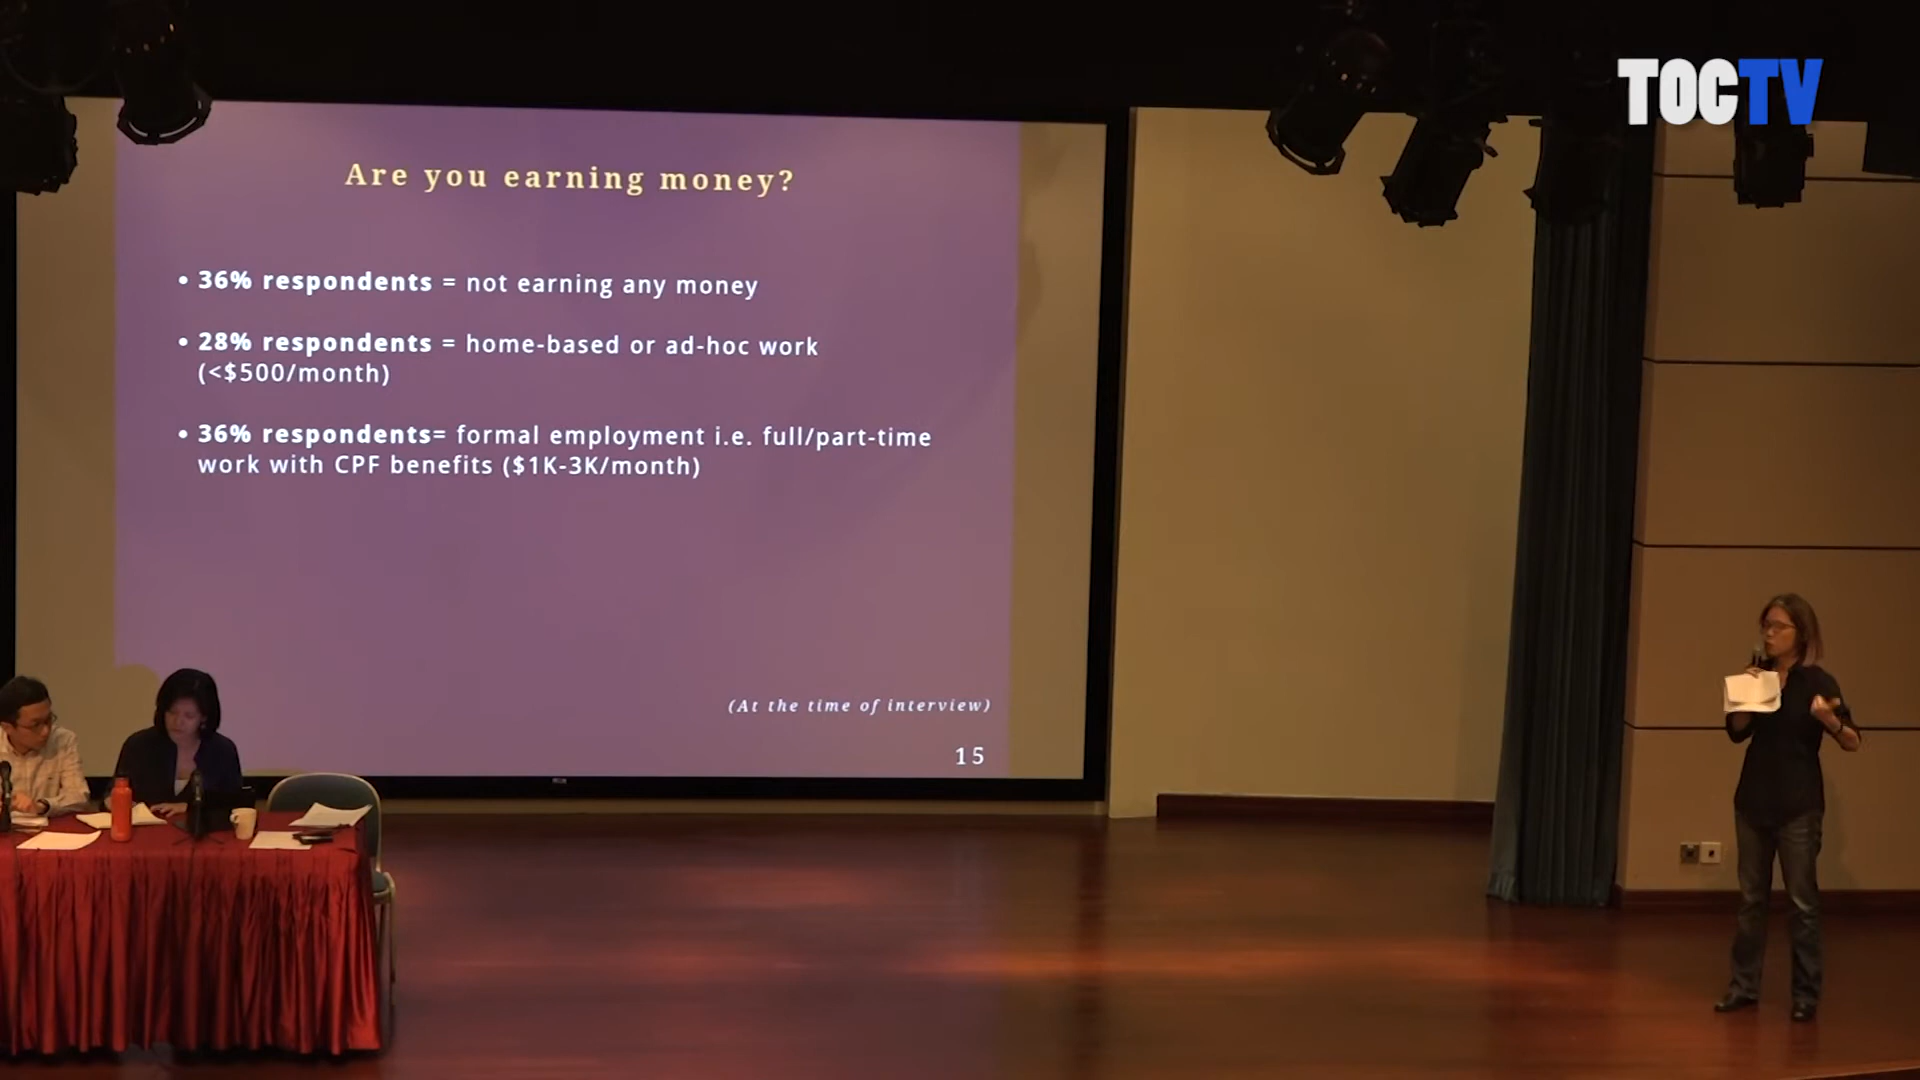 TOCTV
Are you earning money?
• 36% respondents = not earning any money
• 28% respondents = home-based or ad-hoc work
(<$500/month)
• 36% respondents= formal employment i.e. full/part-time
work with CPF benefits ($1K-3K/month)
(At the time of interview)
15